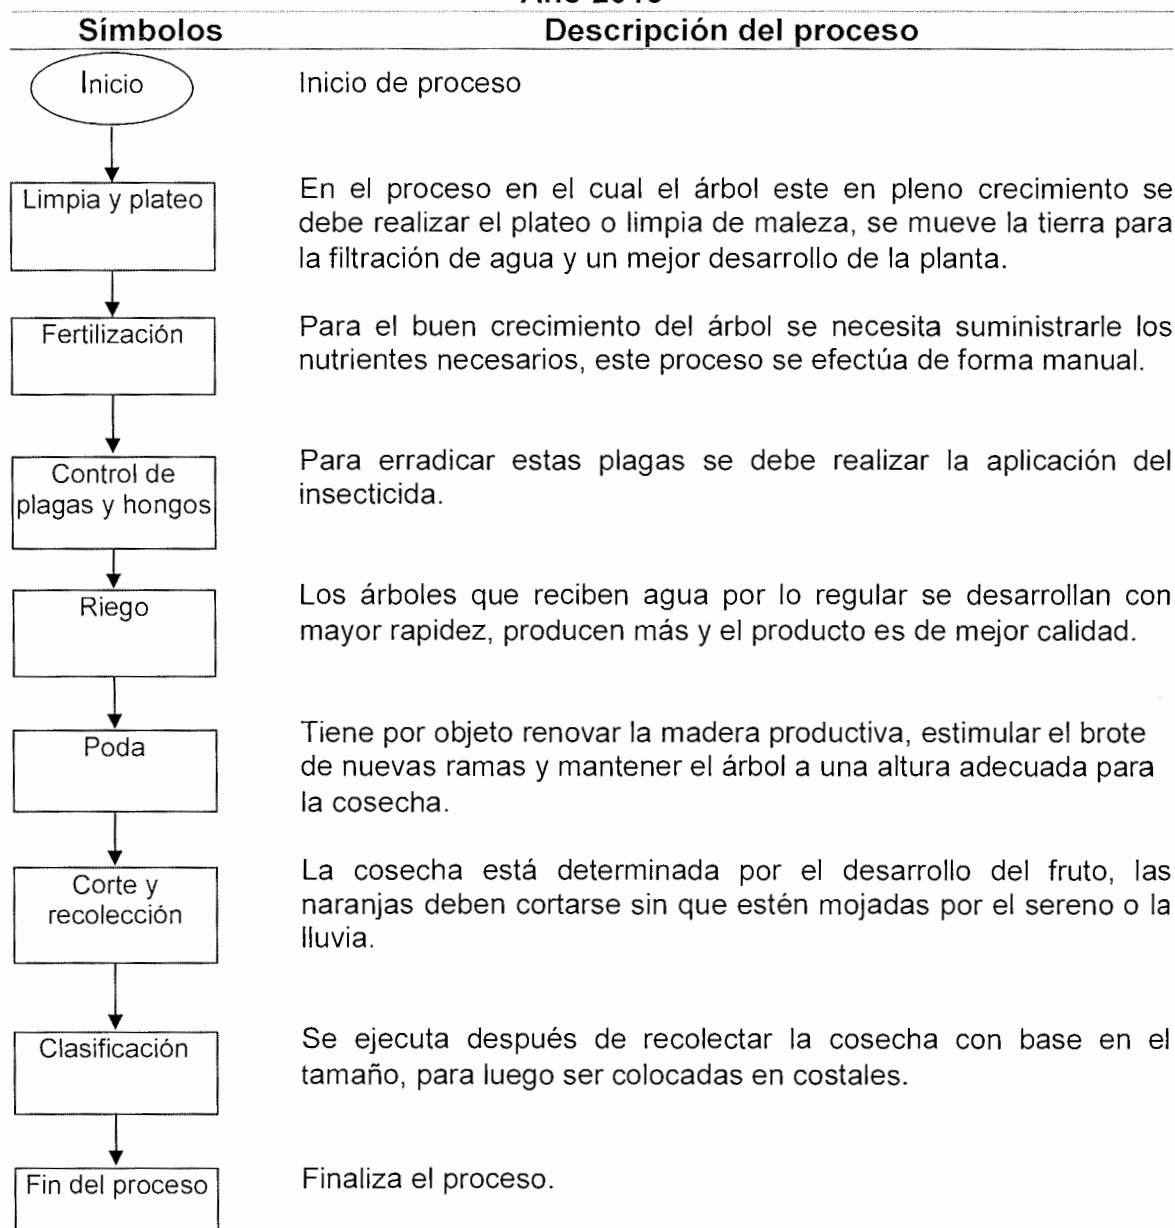 Símbolos Descripción del proceso
Inicio Inicio de proceso
Limpia y plateo
En el proceso en el cual el árbol este en pleno crecimiento se
debe realizar el plateo o limpia de maleza, se mueve la tierra para
la filtración de agua y un mejor desarrollo de la planta.
Fertilización
Para el buen crecimiento del árbol se necesita suministrarle los
nutrientes necesarios, este proceso se efectúa de forma manual.
Control de
plagas y hongos
Para erradicar estas plagas se debe realizar la aplicación del
insecticida.
Riego
Los árboles que reciben agua por lo regular se desarrollan con
mayor rapidez, producen más y el producto es de mejor calidad.
Poda
Tiene por objeto renovar la madera productiva, estimular el brote
de nuevas ramas y mantener el árbol a una altura adecuada para
la cosecha.
Corte y
recolección
La cosecha está determinada por el desarrollo del fruto, las
naranjas deben cortarse sin que estén mojadas por el sereno o la
lluvia.
Clasificación
Se ejecuta después de recolectar la cosecha con base en el
tamaño, para luego ser colocadas en costales.
Fin del proceso
Finaliza el proceso.